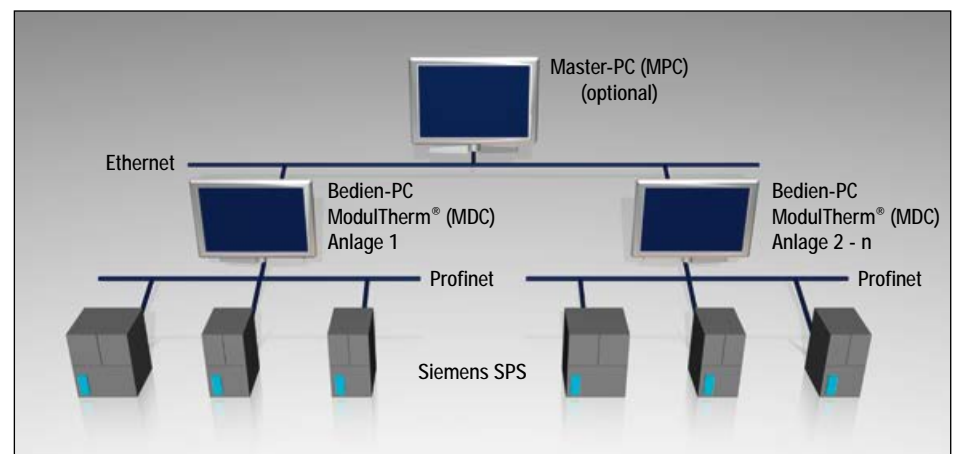 Master-PC (MPC)
(optional)
Ethernet
Bedien-PC
ModulTherm® (MDC)
Anlage 1
Bedien-PC
ModulTherm® (MDC)
Anlage 2 - n
Profinet
Profinet
Siemens SPS